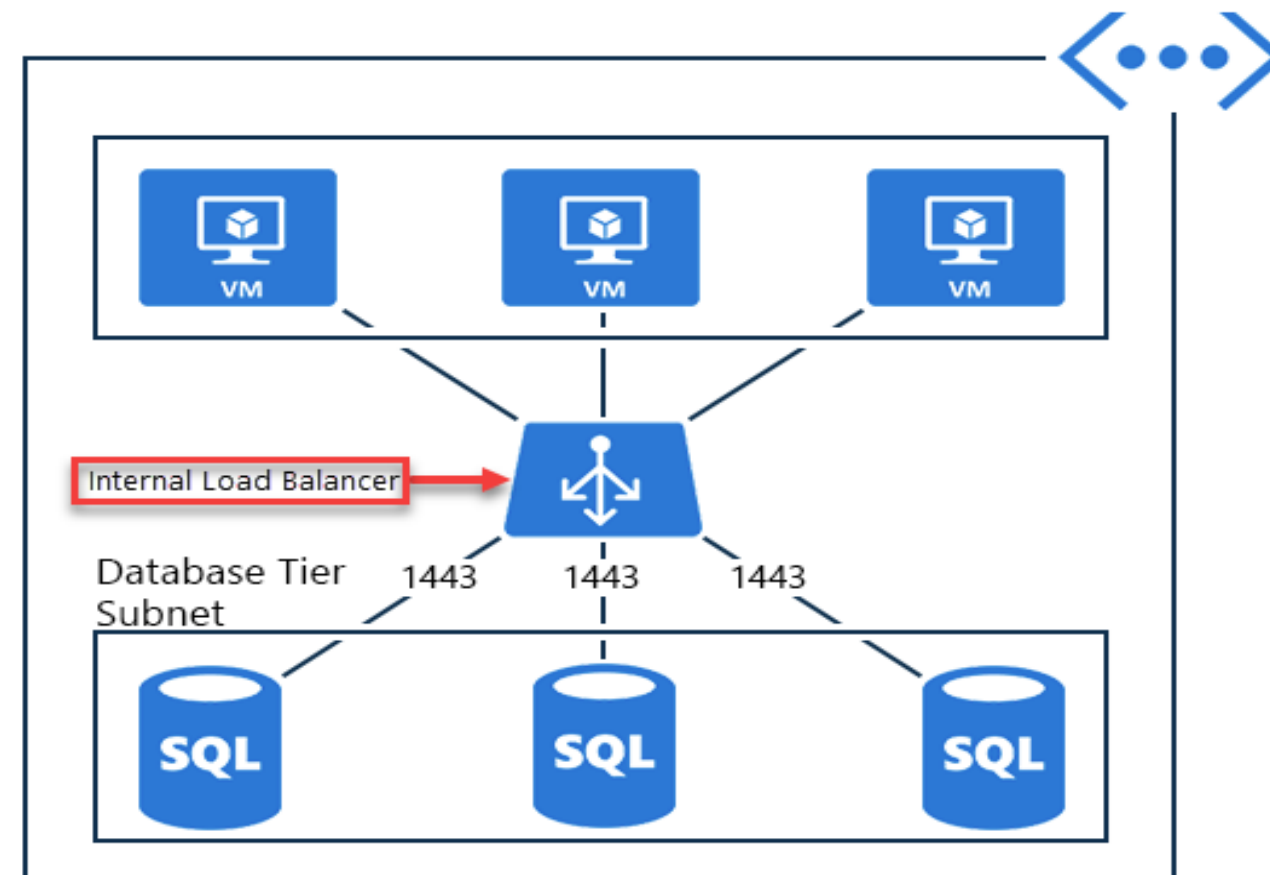 VM
VM
VM
Internal Load Balancer
Database Tier
Subnet
1443
1443
1443
SQL
SQL
SQL